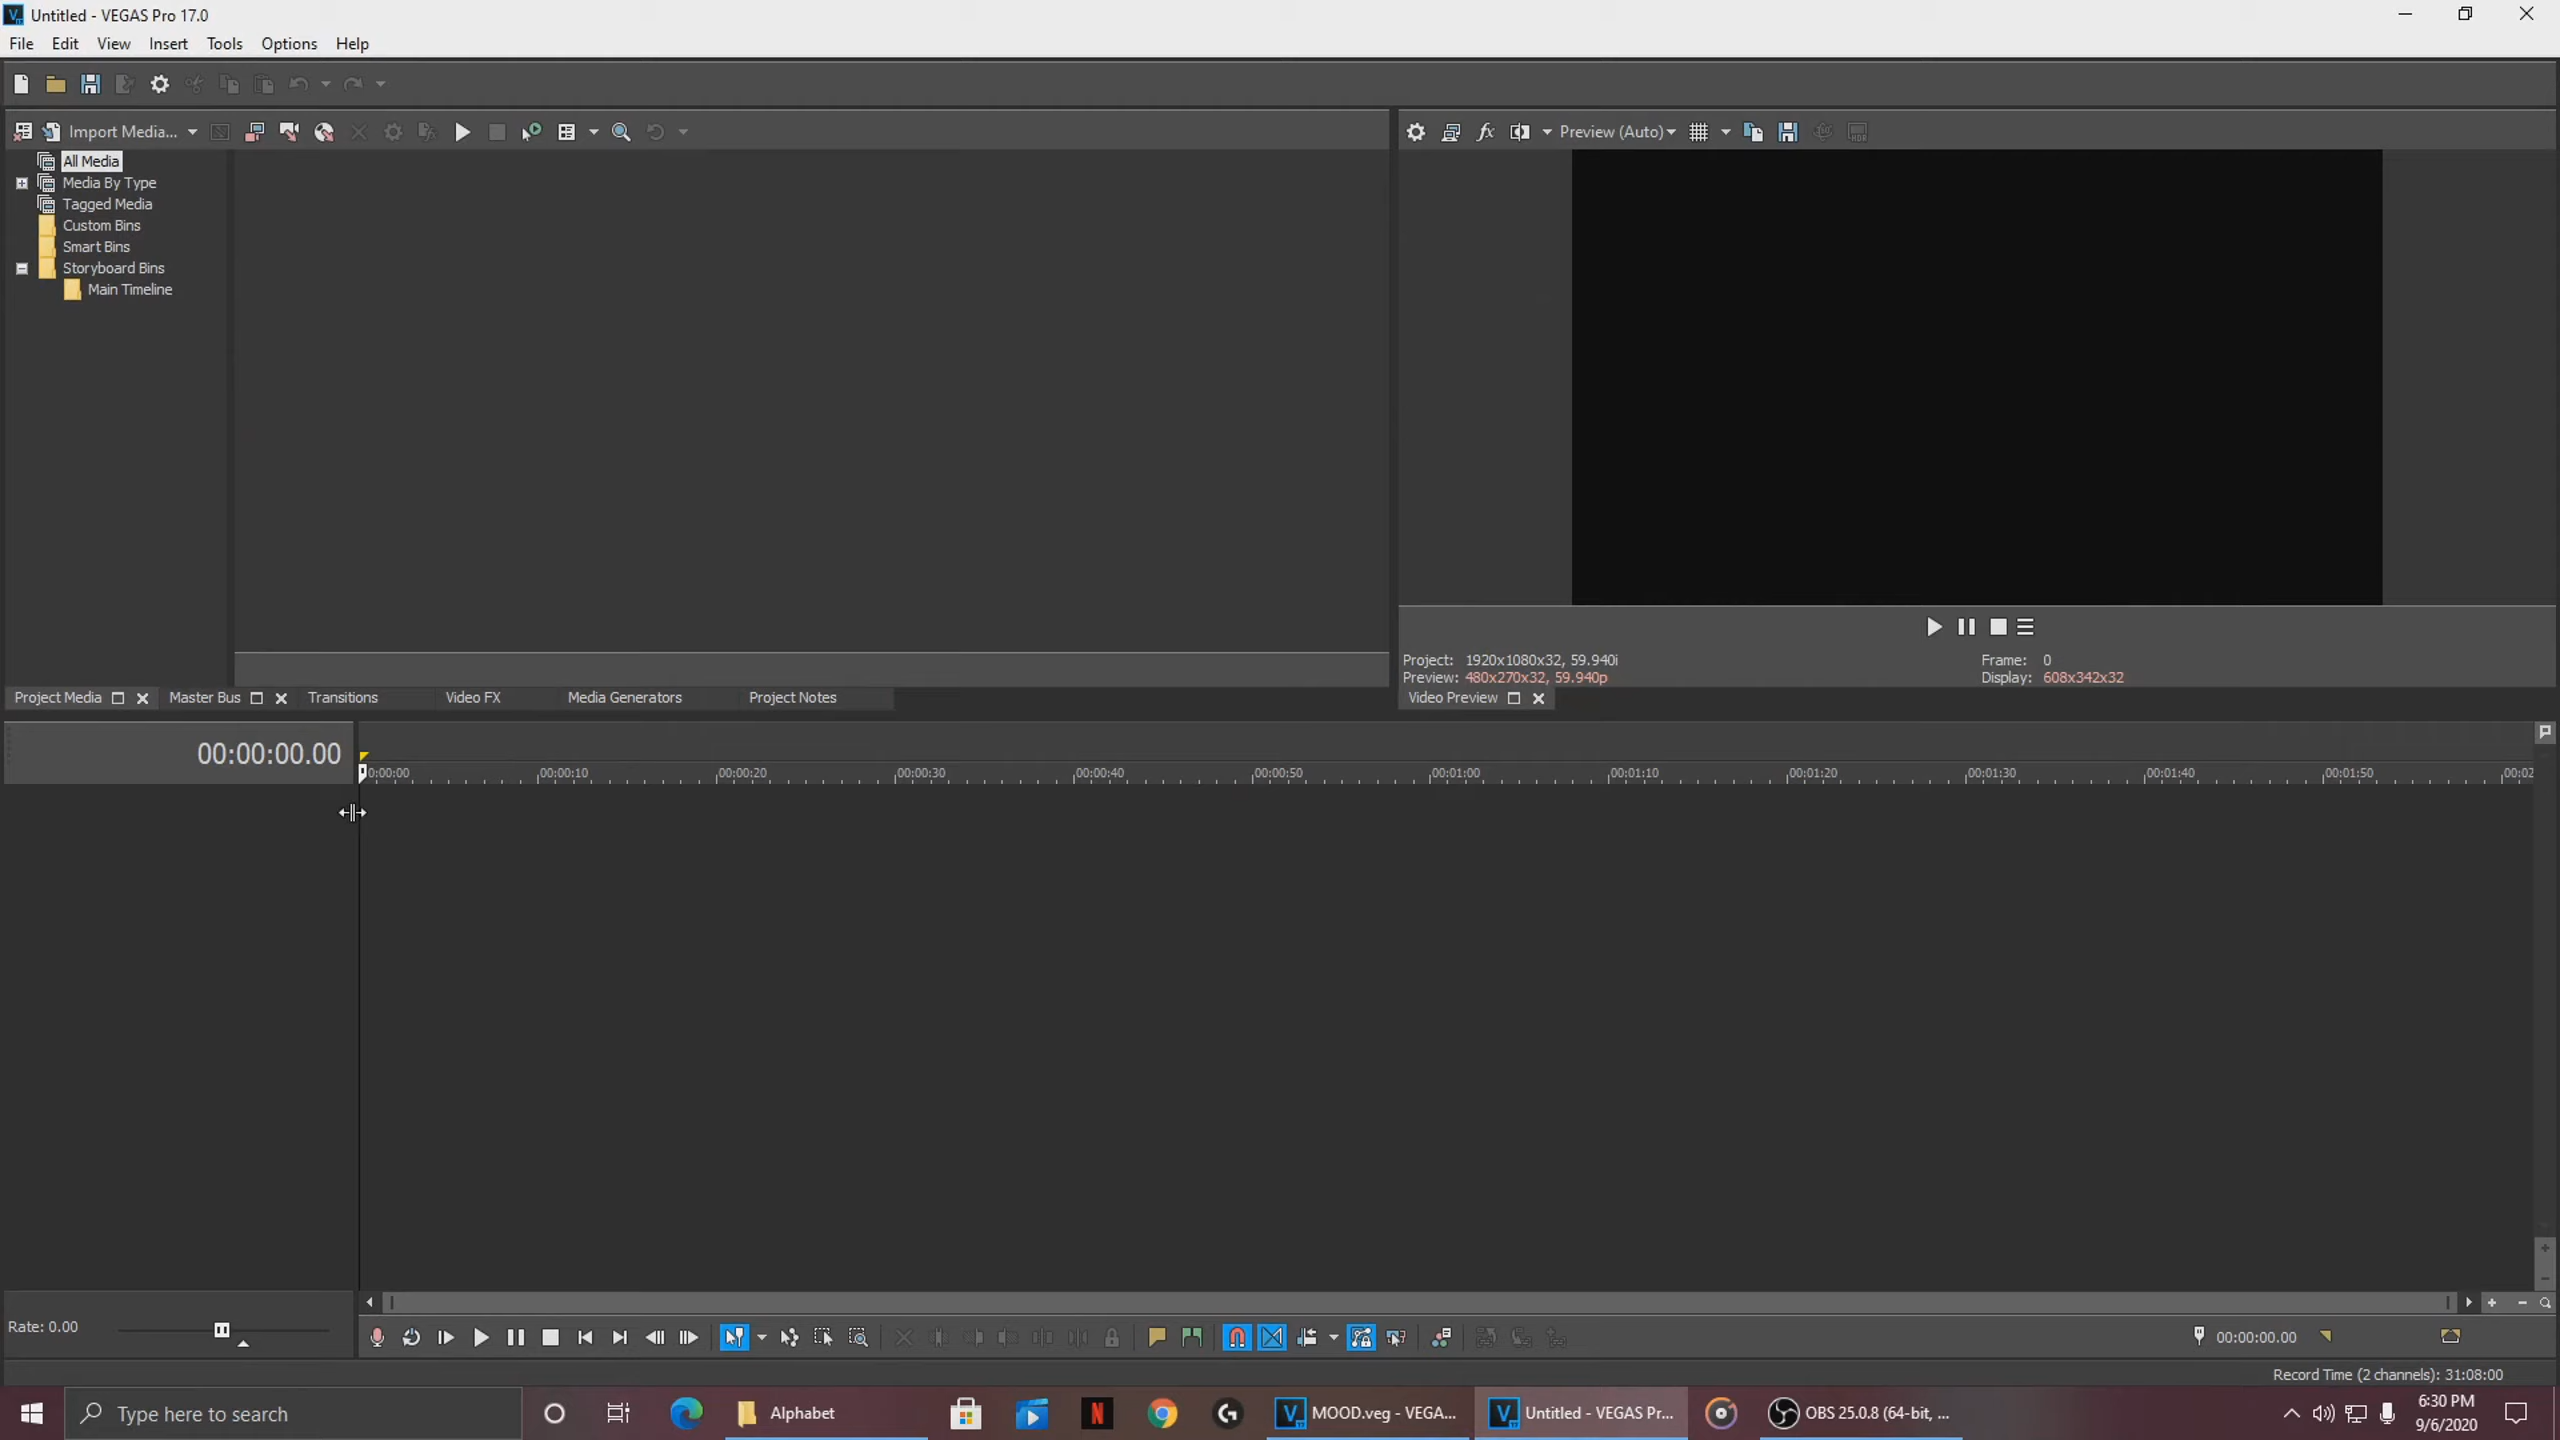 Untitled - VEGAS Pro 17.0
File Edit View Insert Tools Options Help
Import Media...
Preview (Auto)
All Media
Media By Type
Tagged Media
Custom Bins
Smart Bins
Storyboard Bins
Main Timeline
Project: 1920x1080x32, 59.940i
Frame: 0
Preview: 480x270x32, 59.940p
Display: 608x342x32
Project Media Master Bus Transitions Video FX Media Generators Project Notes
Video Preview
00:00:00.00
0:00:00 00:00:10 00:00:20 00:00:30 00:00:40 00:00:50 00:01:00 00:01:10 00:01:20 00:01:30 00:01:40 00:01:50 00:02
Rate: 0.00
00:00:00.00
Record Time (2 channels): 31:08:00
Type here to search
Alphabet
MOOD.veg - VEGA...
Untitled - VEGAS Pr...
OBS 25.0.8 (64-bit, ...
6:30 PM
9/6/2020